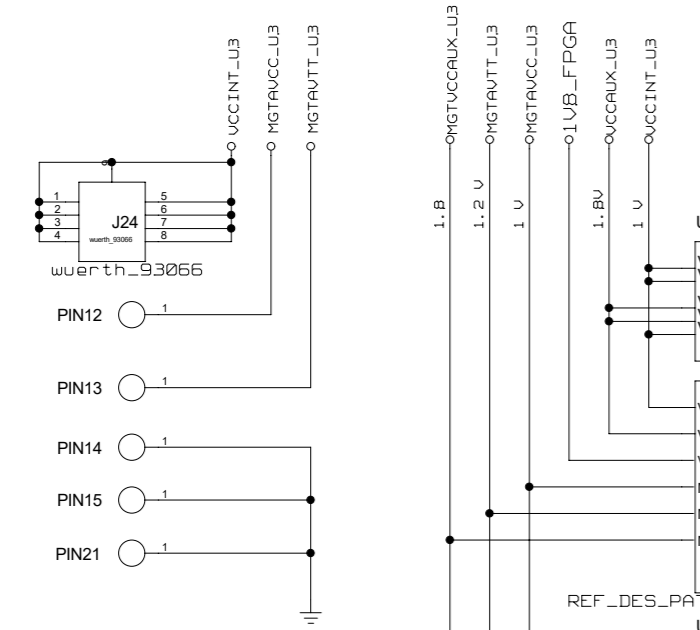 VCCINT_U3
MGTAVCC_U3
MGTAVTT_U3
9
1
2
3
4
5
6
7
8
J24
wuerth_93066
wuerth_93066
PIN12
1
PIN13
1
PIN14
1
PIN15
1
PIN21
1
MGTVCCAUX_U3
MGTAVTT_U3
MGTAVCC_U3
1V8_FPGA
VCCAUX_U3
VCCINT_U3
1.8
1.2 V
1 V
1.8V
1 V
REF_DES_PAT